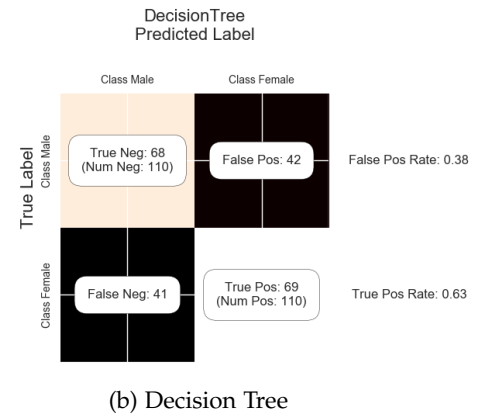 DecisionTree
Predicted Label
Class Male
Class Female
True Label
Class Male
True Neg: 68
(Num Neg: 110)
False Pos: 42
False Pos Rate: 0.38
Class Female
False Neg: 41
True Pos: 69
(Num Pos: 110)
True Pos Rate: 0.63
(b) Decision Tree